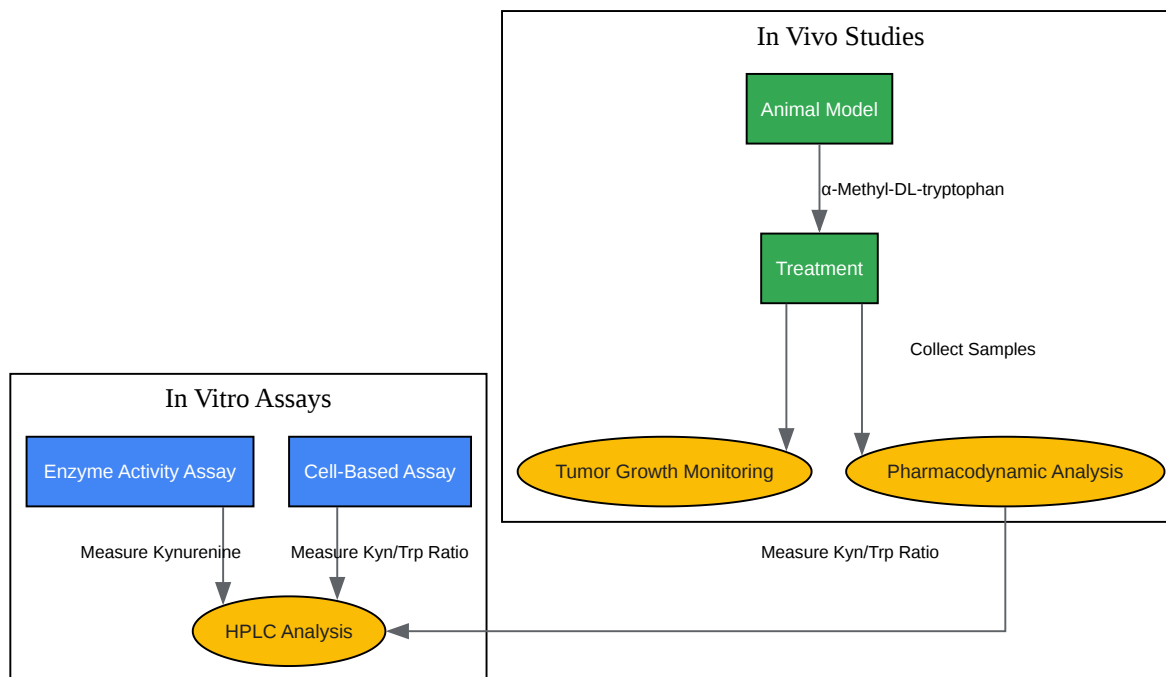 In Vivo Studies
Animal Model
α-Methyl-DL-tryptophan
Treatment
Collect Samples
Tumor Growth Monitoring
Pharmacodynamic Analysis
Measure Kyn/Trp Ratio
In Vitro Assays
Enzyme Activity Assay
Cell-Based Assay
Measure Kynurenine
Measure Kyn/Trp Ratio
HPLC Analysis